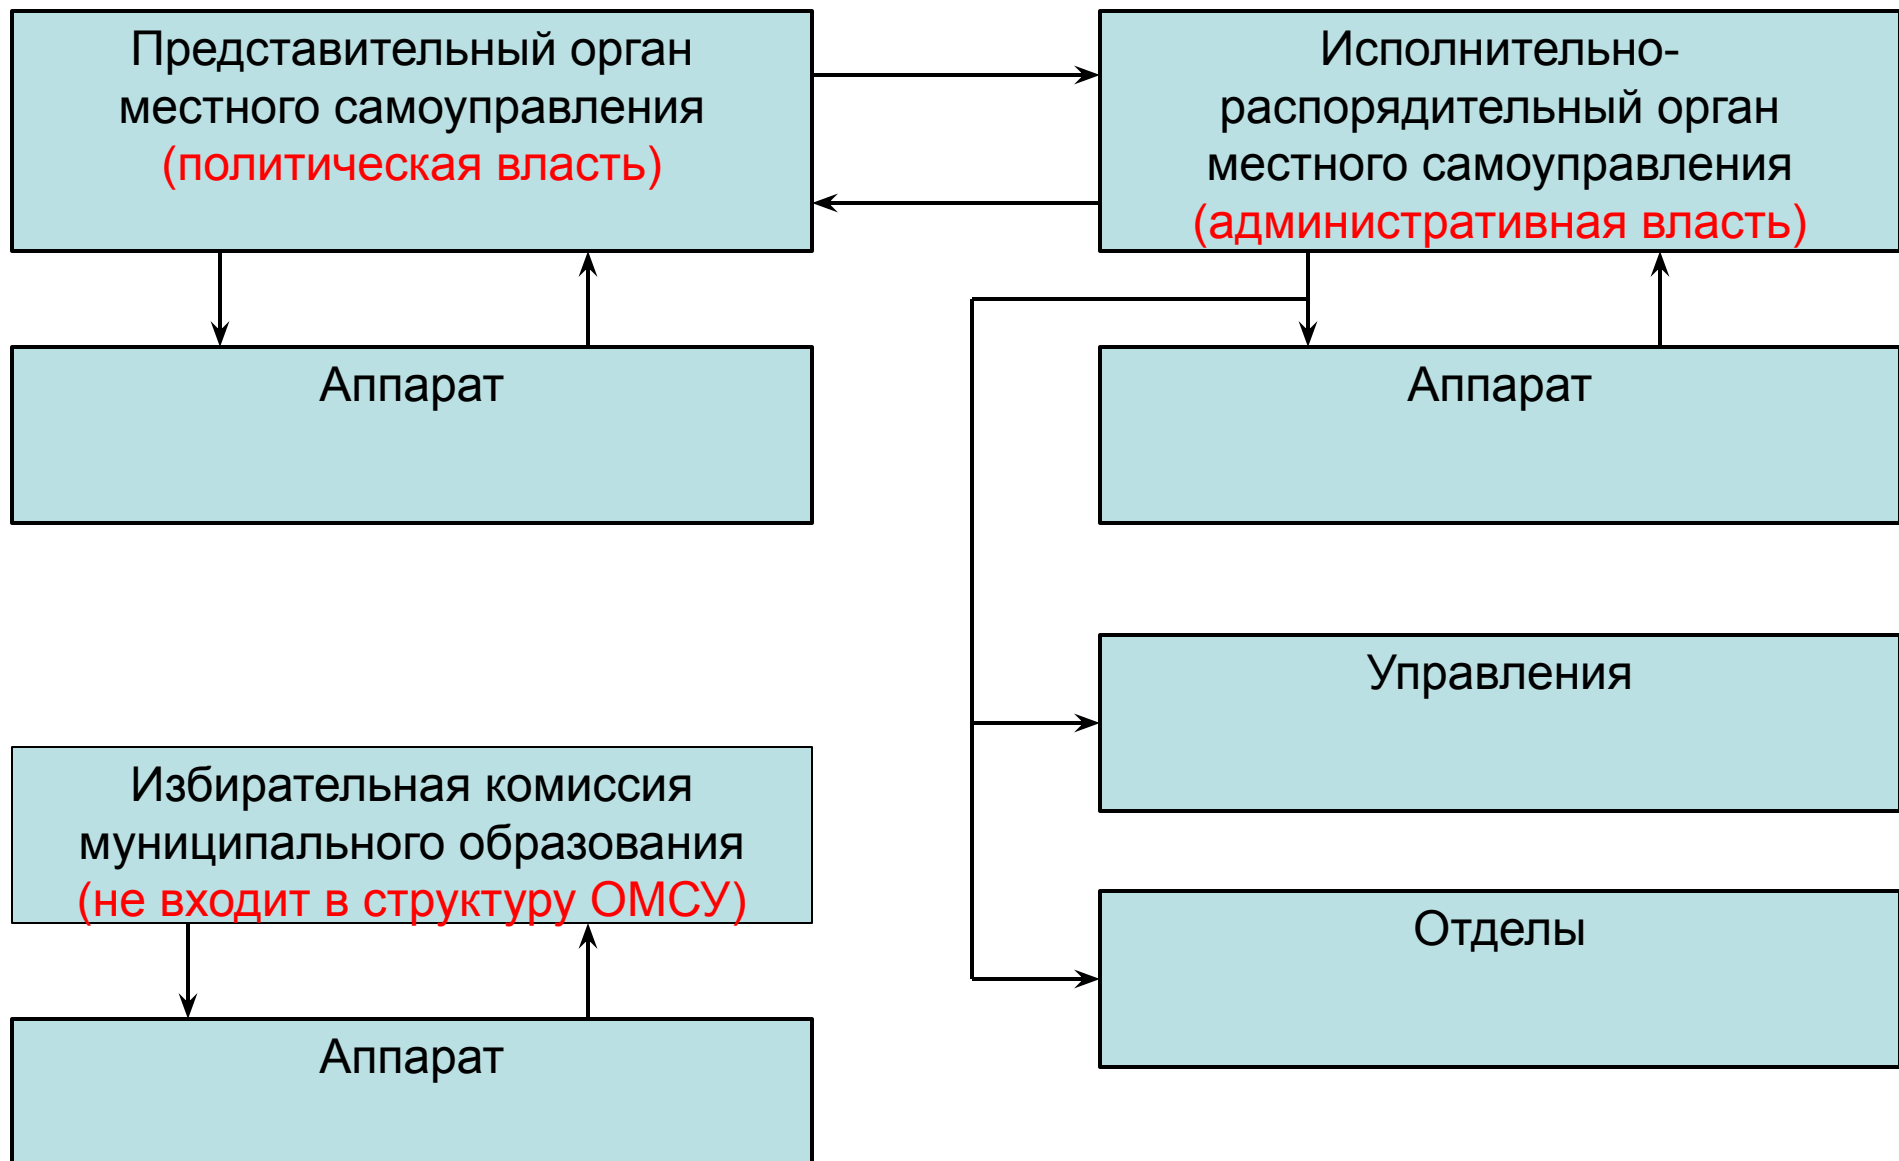 Представительный орган
местного самоуправления
(политическая власть)
Исполнительно-
распорядительный орган
местного самоуправления
(административная власть)
Аппарат
Аппарат
Управления
Избирательная комиссия
муниципального образования
(не входит в структуру ОМСУ)
Отделы
Аппарат